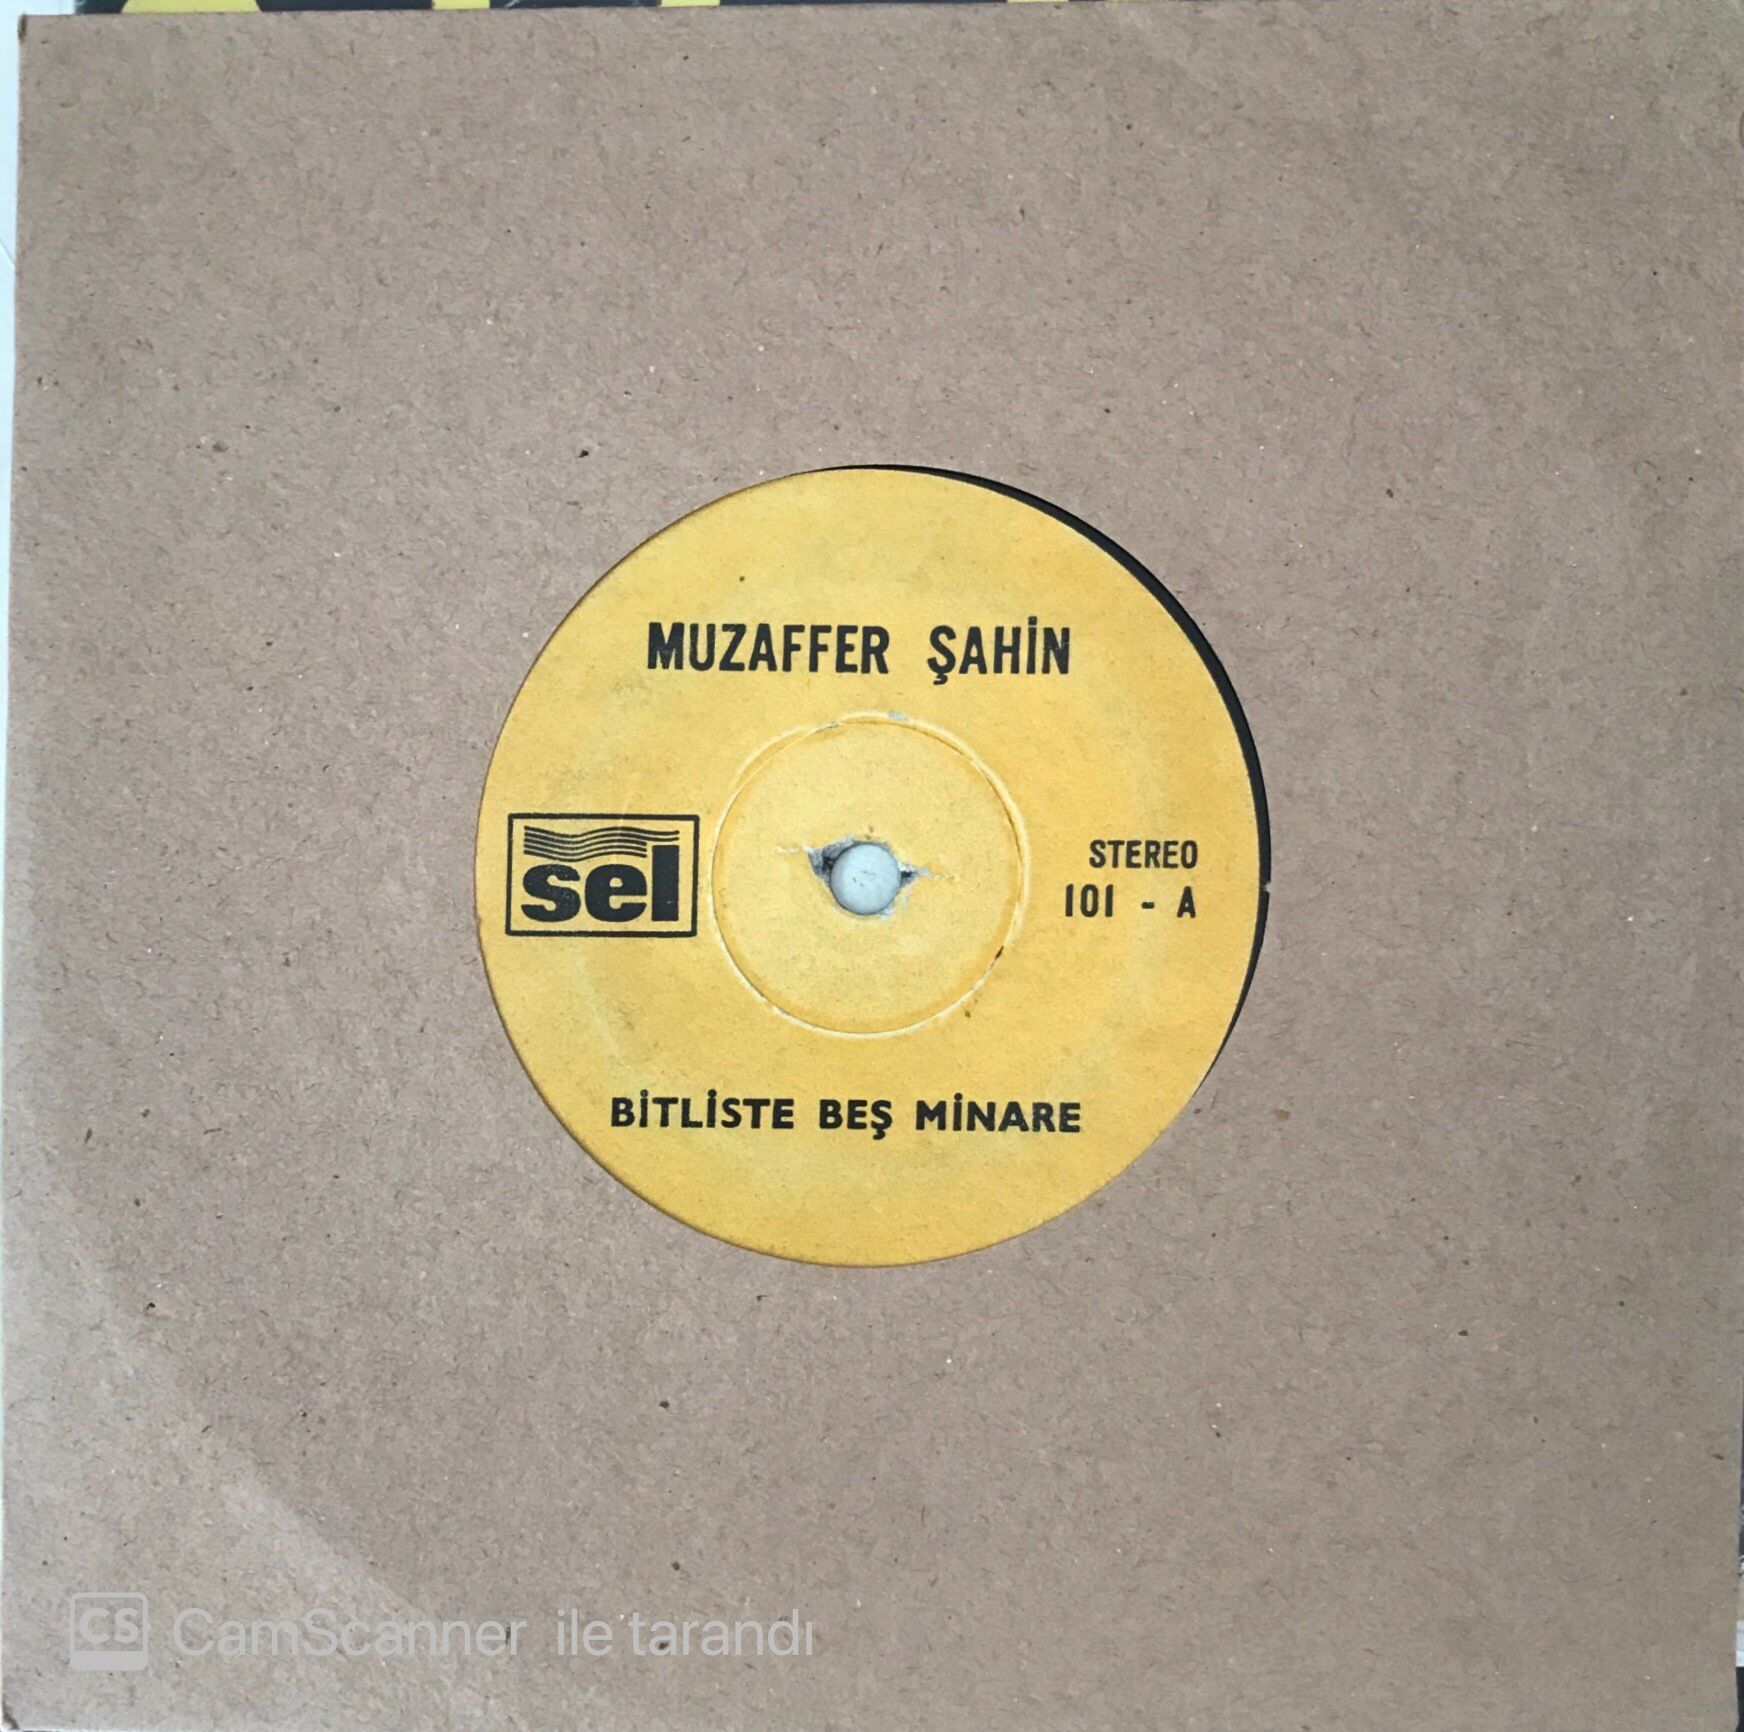 MUZAFFER ŞAHİN
sel
STEREO
101 - A
BİTLİSTE BEŞ MİNARE
CS CamScanner ile tarandı